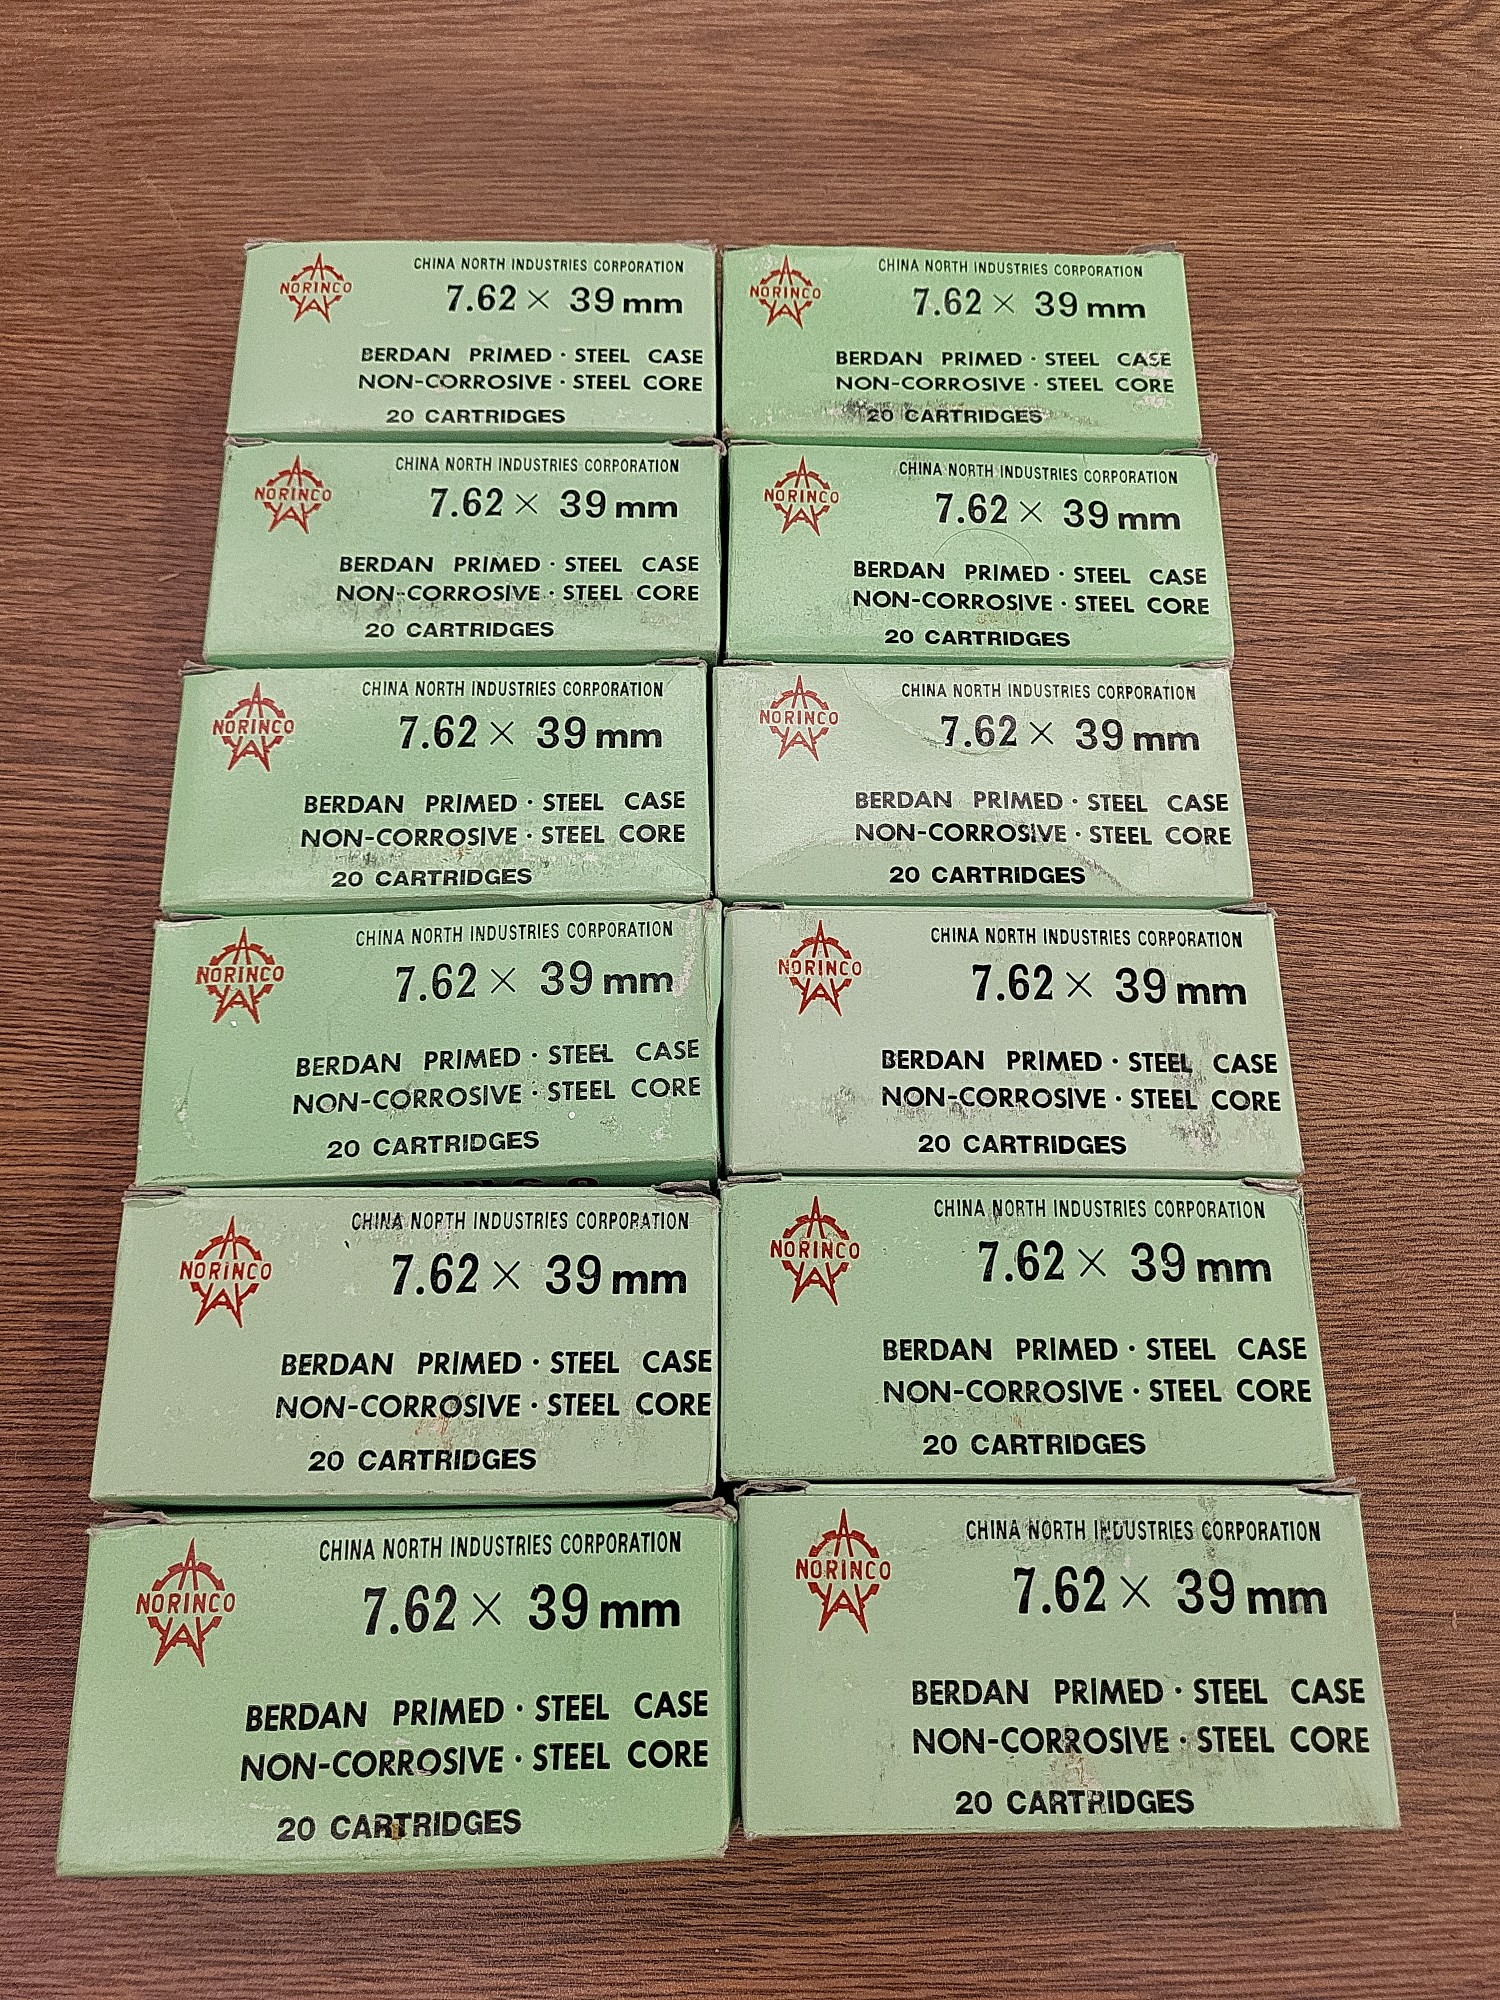 NORINCO
CHINA NORTH INDUSTRIES CORPORATION
7.62 × 39 mm
BERDAN PRIMED · STEEL CASE
NON-CORROSIVE · STEEL CORE
20 CARTRIDGES
NORINCO
CHINA NORTH INDUSTRIES CORPORATION
7.62 × 39 mm
BERDAN PRIMED · STEEL CASE
NON-CORROSIVE · STEEL CORE
20 CARTRIDGES
NORINCO
CHINA NORTH INDUSTRIES CORPORATION
7.62 × 39 mm
BERDAN PRIMED · STEEL CASE
NON-CORROSIVE · STEEL CORE
20 CARTRIDGES
NORINCO
CHINA NORTH INDUSTRIES CORPORATION
7.62 × 39 mm
BERDAN PRIMED · STEEL CASE
NON-CORROSIVE · STEEL CORE
20 CARTRIDGES
NORINCO
CHINA NORTH INDUSTRIES CORPORATION
7.62 × 39 mm
BERDAN PRIMED · STEEL CASE
NON-CORROSIVE · STEEL CORE
20 CARTRIDGES
NORINCO
CHINA NORTH INDUSTRIES CORPORATION
7.62 × 39 mm
BERDAN PRIMED · STEEL CASE
NON-CORROSIVE · STEEL CORE
20 CARTRIDGES
NORINCO
CHINA NORTH INDUSTRIES CORPORATION
7.62 × 39 mm
BERDAN PRIMED · STEEL CASE
NON-CORROSIVE · STEEL CORE
20 CARTRIDGES
NORINCO
CHINA NORTH INDUSTRIES CORPORATION
7.62 × 39 mm
BERDAN PRIMED · STEEL CASE
NON-CORROSIVE · STEEL CORE
20 CARTRIDGES
NORINCO
CHINA NORTH INDUSTRIES CORPORATION
7.62 × 39 mm
BERDAN PRIMED · STEEL CASE
NON-CORROSIVE · STEEL CORE
20 CARTRIDGES
NORINCO
CHINA NORTH INDUSTRIES CORPORATION
7.62 × 39 mm
BERDAN PRIMED · STEEL CASE
NON-CORROSIVE · STEEL CORE
20 CARTRIDGES
NORINCO
CHINA NORTH INDUSTRIES CORPORATION
7.62 × 39 mm
BERDAN PRIMED · STEEL CASE
NON-CORROSIVE · STEEL CORE
20 CARTRIDGES
NORINCO
CHINA NORTH INDUSTRIES CORPORATION
7.62 × 39 mm
BERDAN PRIMED · STEEL CASE
NON-CORROSIVE · STEEL CORE
20 CARTRIDGES